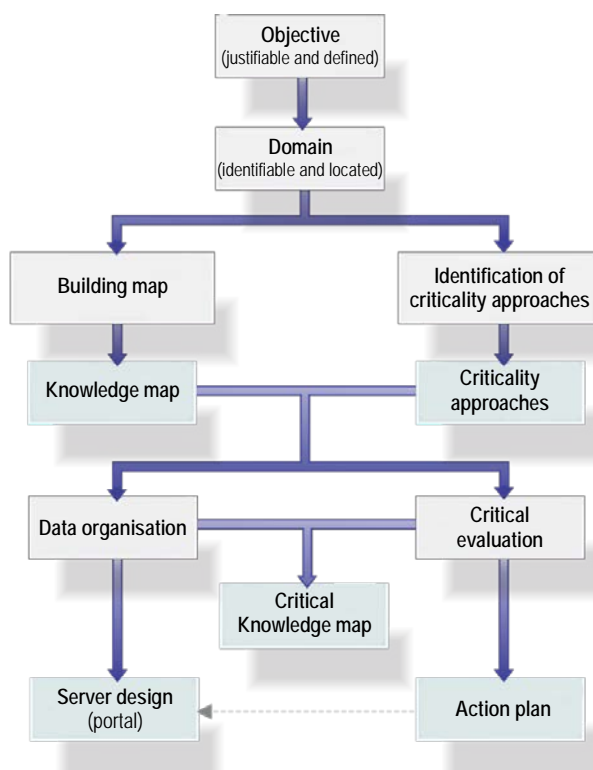 Objective
(justifiable and defined)
Domain
(identifiable and located)
Building map
Identification of
criticality approaches
Knowledge map
Criticality
approaches
Data organisation
Critical
evaluation
Critical
Knowledge map
Server design
(portal)
Action plan